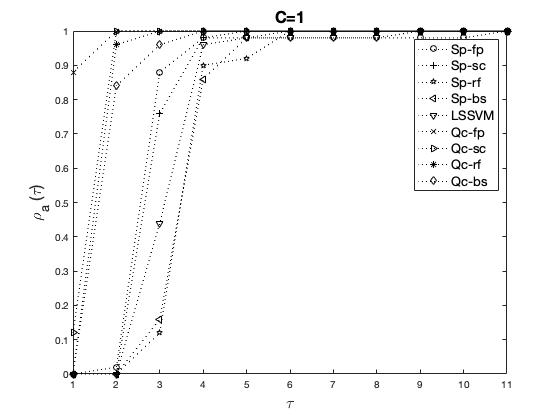 C=1
1
0.9
0.8
0.7
0.6
0.5
0.4
0.3
0.2
0.1
0
ρa (τ)
Sp-fp
Sp-sc
Sp-rf
Sp-bs
LSSVM
Qc-fp
Qc-sc
Qc-rf
Qc-bs
1 2 3 4 5 6 7 8 9 10 11
τ